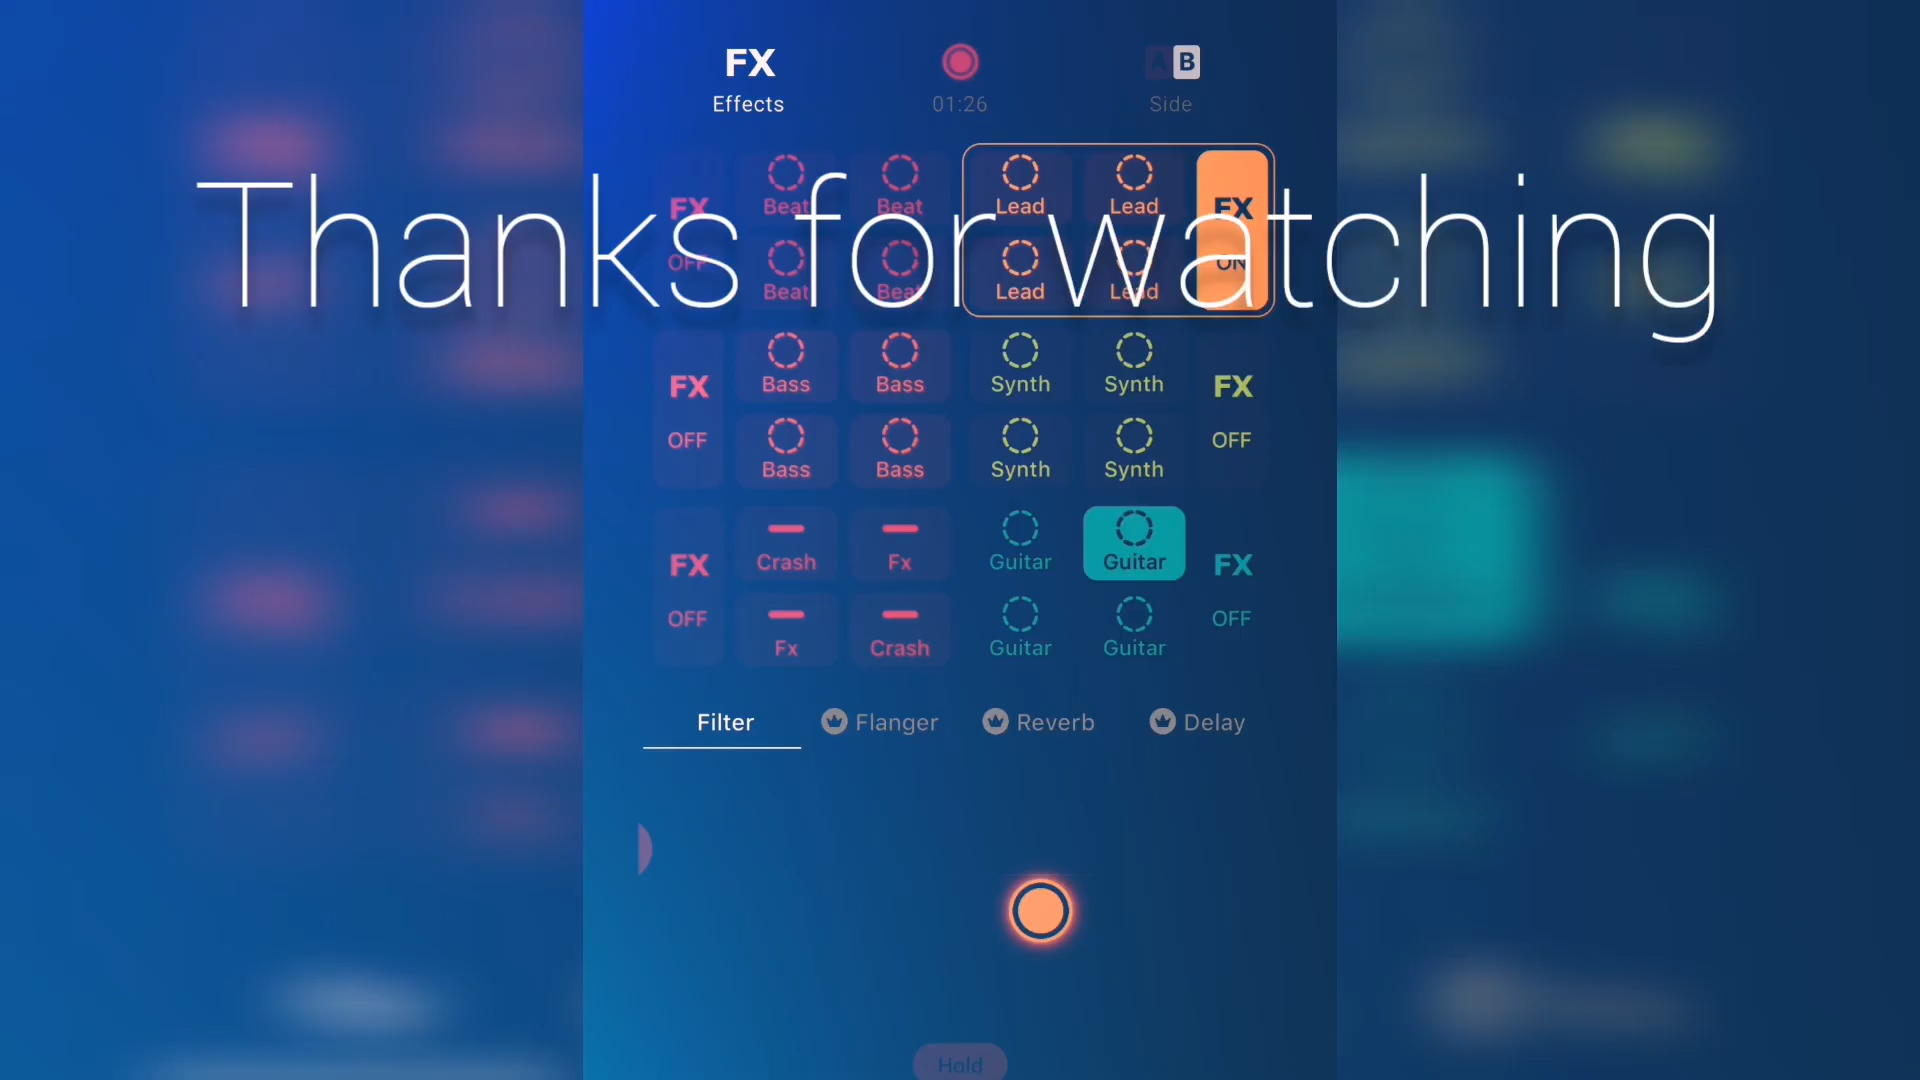 FX A B
Effects 01:26 Side
Thanks for watching
FX Beat Beat Lead Lead FX
OFF Beat Beat Lead Lead ON
FX Bass Bass Synth Synth FX
OFF Bass Bass Synth Synth OFF
FX Crash Fx Guitar Guitar FX
OFF Fx Crash Guitar Guitar OFF
Filter Flanger Reverb Delay
Hold